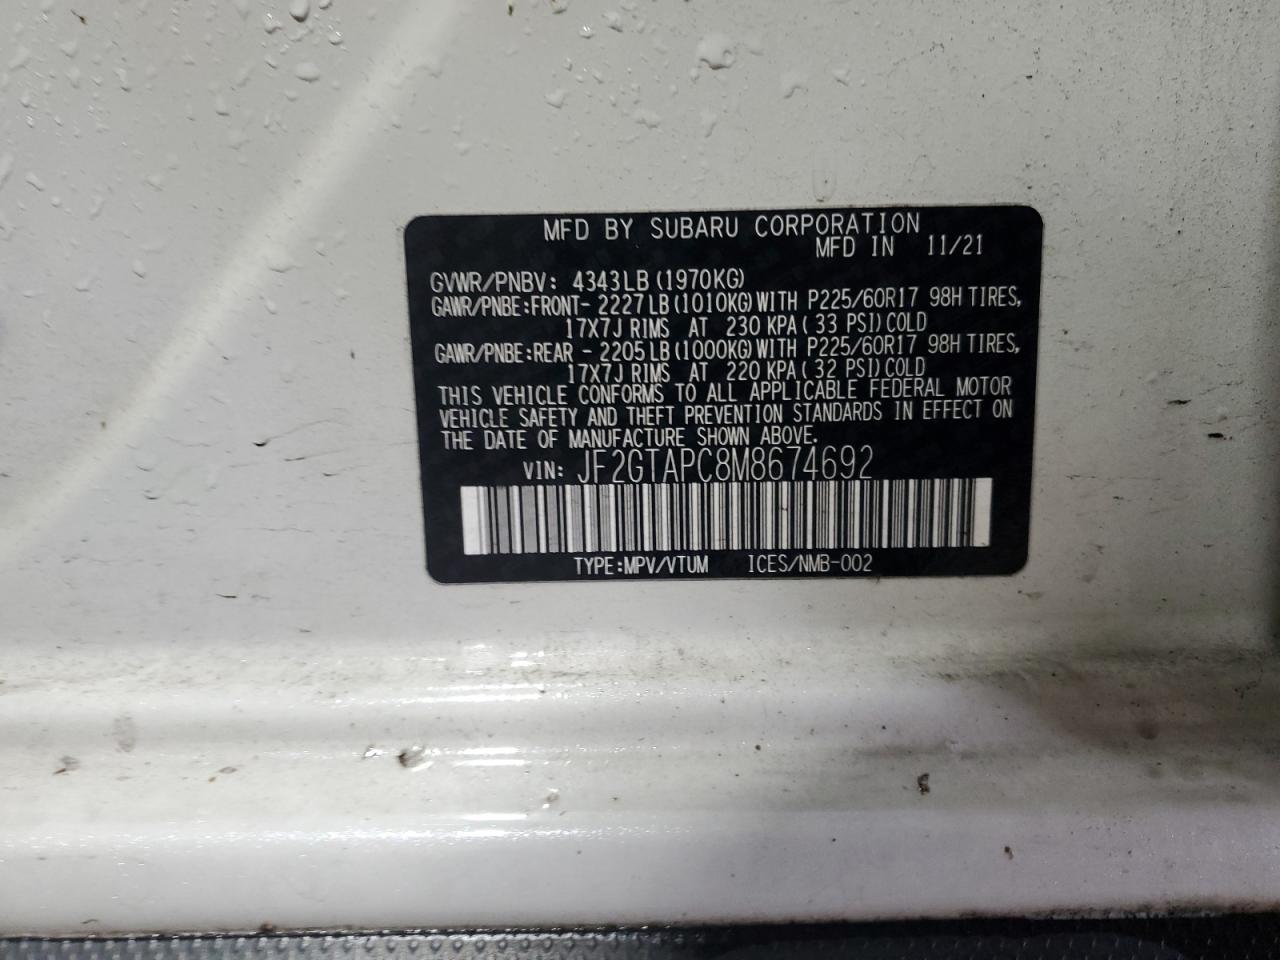 MFD BY SUBARU CORPORATION
MFD IN 11/21
GVWR/PNBV: 4343LB(1970KG)
GAWR/PNBE:FRONT- 2227LB(1010KG)WITH P225/60R17 98H TIRES,
17X7J RIMS AT 230 KPA( 33 PSI)COLD
GAWR/PNBE:REAR - 2205LB(1000KG)WITH P225/60R17 98H TIRES,
17X7J RIMS AT 220 KPA( 32 PSI)COLD
THIS VEHICLE CONFORMS TO ALL APPLICABLE FEDERAL MOTOR
VEHICLE SAFETY AND THEFT PREVENTION STANDARDS IN EFFECT ON
THE DATE OF MANUFACTURE SHOWN ABOVE.
VIN: JF2GTAPC8M8674692
TYPE:MPV/VTUM ICES/NMB-002